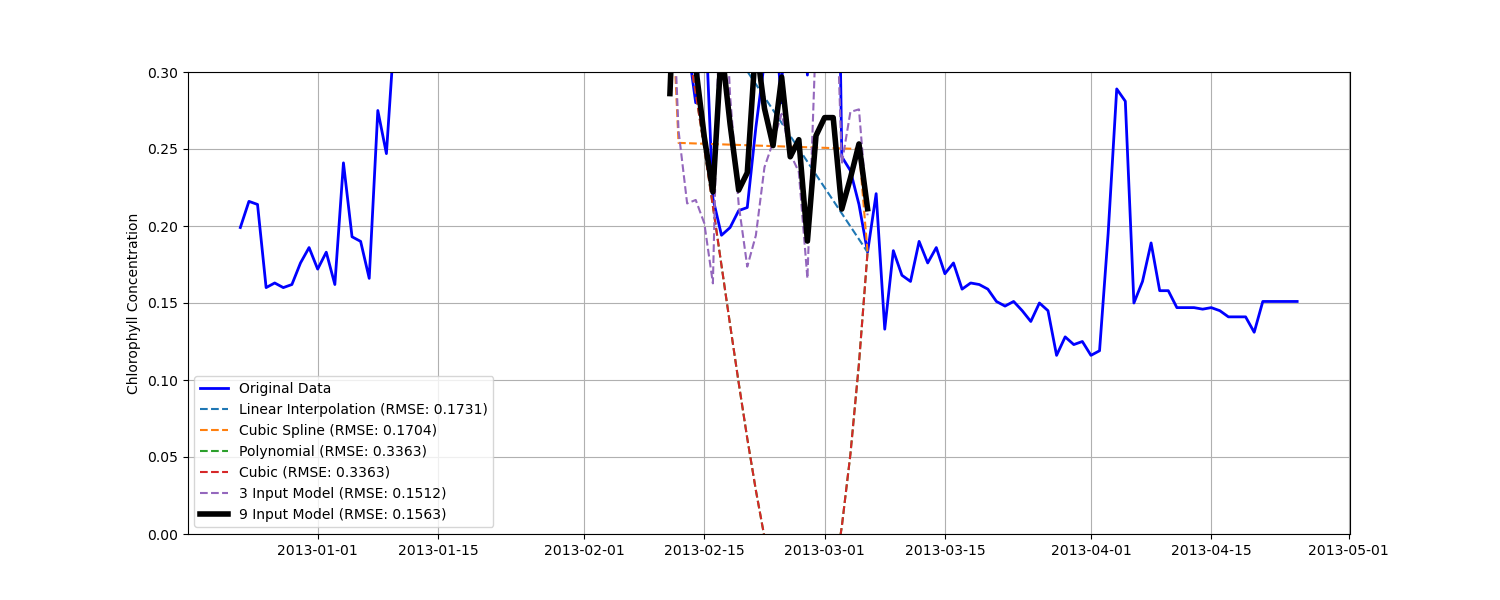 0.30
0.25
0.20
0.15
0.10
0.05
0.00
Chlorophyll Concentration
Original Data
Linear Interpolation (RMSE: 0.1731)
Cubic Spline (RMSE: 0.1704)
Polynomial (RMSE: 0.3363)
Cubic (RMSE: 0.3363)
3 Input Model (RMSE: 0.1512)
9 Input Model (RMSE: 0.1563)
2013-01-01 2013-01-15 2013-02-01 2013-02-15 2013-03-01 2013-03-15 2013-04-01 2013-04-15 2013-05-01